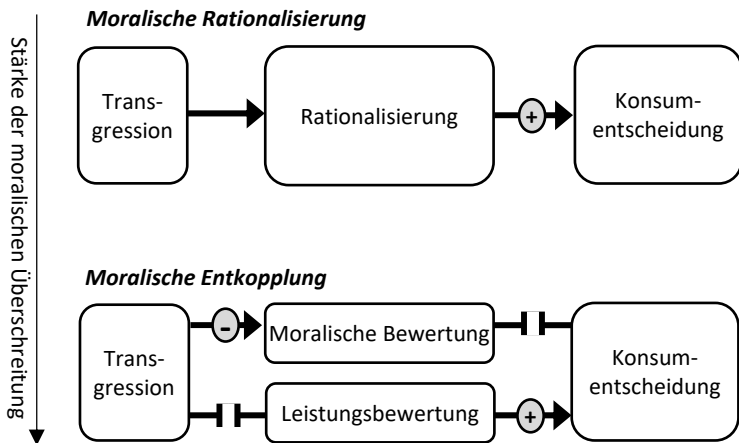 Stärke der moralischen Überschreitung
Moralische Rationalisierung
Trans-
gression
Rationalisierung
+
Konsum-
entscheidung
Moralische Entkopplung
Trans-
gression
-
Moralische Bewertung
Leistungsbewertung
+
Konsum-
entscheidung